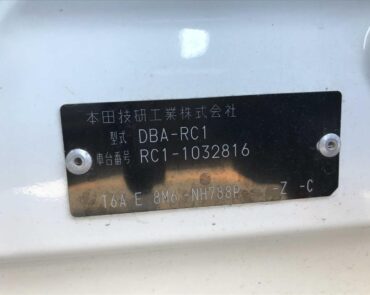 本田技研工業株式会社
型式 DBA-RC1
車台番号 RC1-1032816
16A E 8M6 -NH788P -Z -C